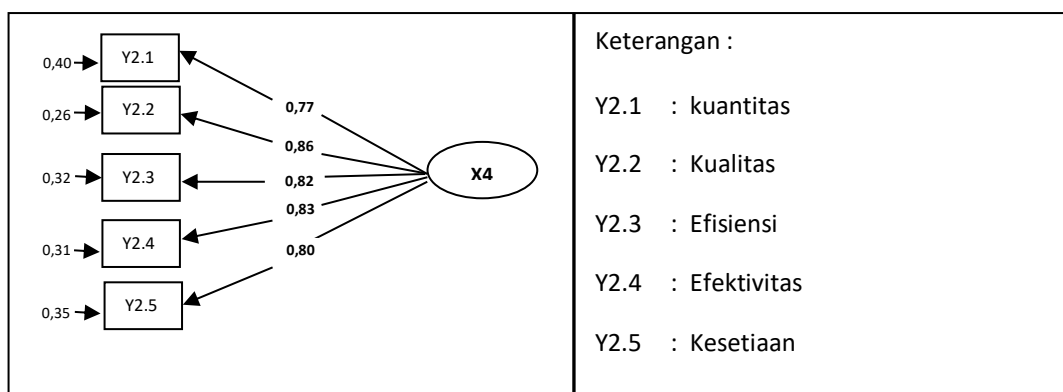 0,40 Y2.1
0,26 Y2.2
0,32 Y2.3
0,31 Y2.4
0,35 Y2.5
0,77
0,86
0,82
0,83
0,80
X4
Keterangan :
Y2.1 : kuantitas
Y2.2 : Kualitas
Y2.3 : Efisiensi
Y2.4 : Efektivitas
Y2.5 : Kesetiaan